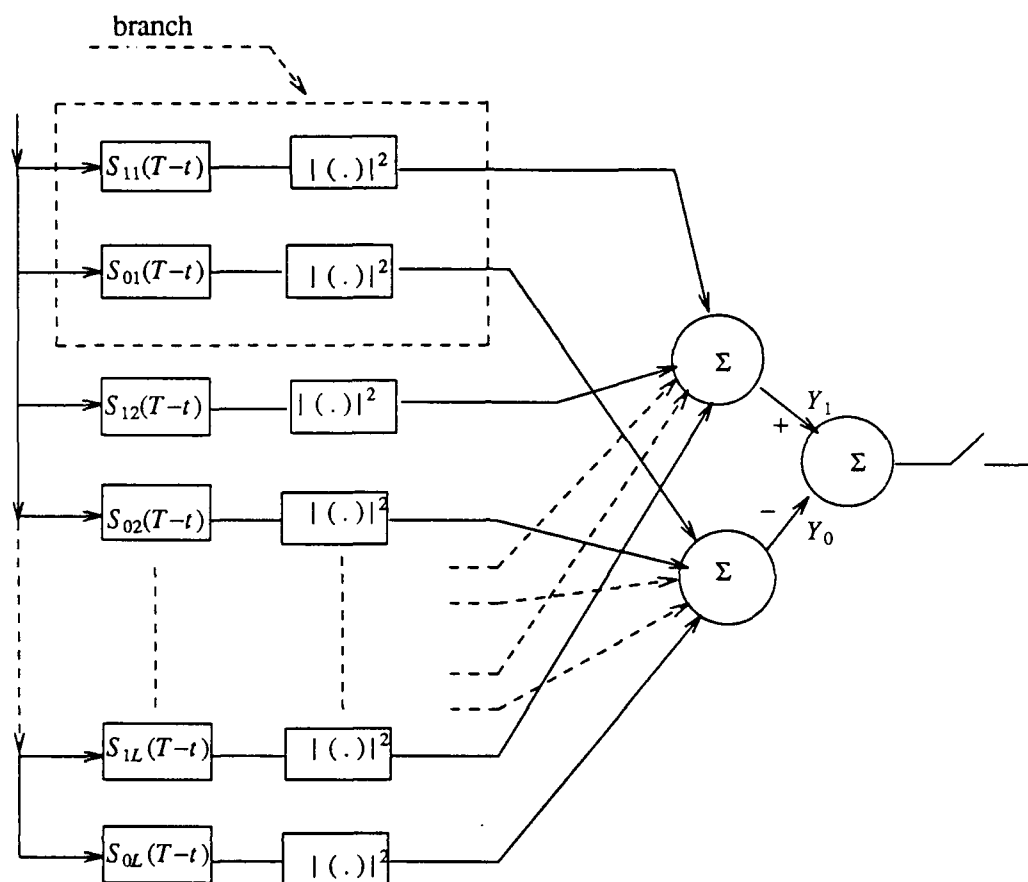 branch
S₁₁(T−t) | (.)|²
S₀₁(T−t) | (.)|²
Σ
S₁₂(T−t) | (.)|²
Y₁
+
Σ
S₀₂(T−t) | (.)|²
−
Y₀
Σ
S₁L(T−t) | (.)|²
S₀L(T−t) | (.)|²